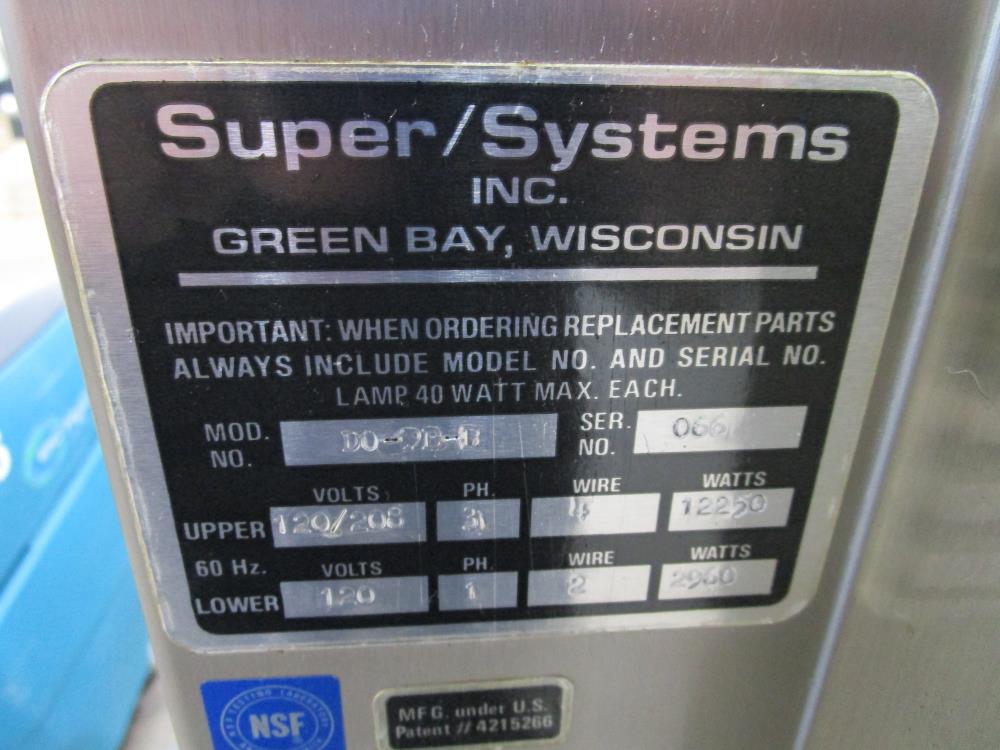 Super/Systems
INC.
GREEN BAY, WISCONSIN
IMPORTANT: WHEN ORDERING REPLACEMENT PARTS
ALWAYS INCLUDE MODEL NO. AND SERIAL NO.
LAMP 40 WATT MAX. EACH.
MOD. NO.
SER. NO. 066
VOLTS PH. WIRE WATTS
UPPER 120/208 3 4 12250
60 Hz. VOLTS PH. WIRE WATTS
LOWER 120 1 2 2960
NSF
MFG. under U.S.
Patent # 4215266